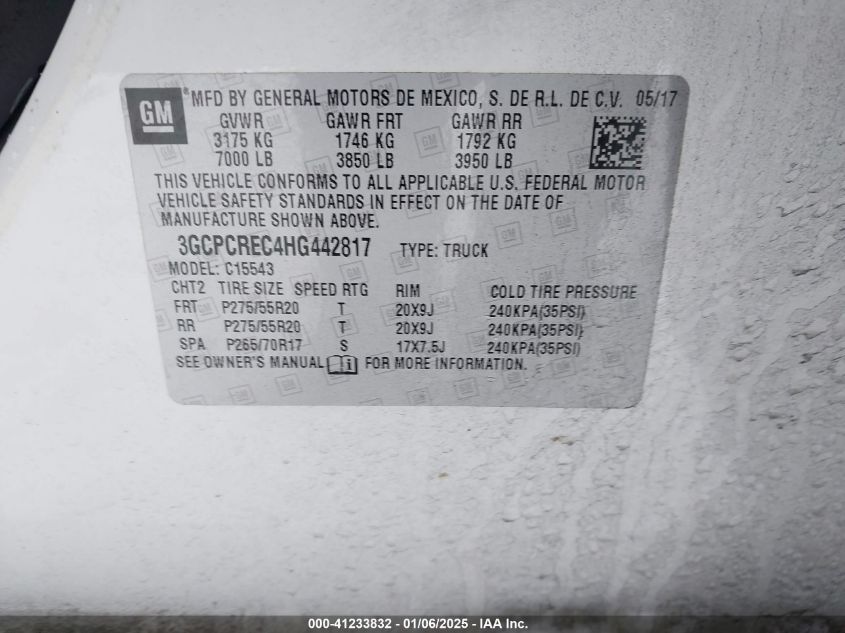 GM ® MFD BY GENERAL MOTORS DE MEXICO, S. DE R.L. DE C.V. 05/17
GVWR GAWR FRT GAWR RR
3175 KG 1746 KG 1792 KG
7000 LB 3850 LB 3950 LB
THIS VEHICLE CONFORMS TO ALL APPLICABLE U.S. FEDERAL MOTOR
VEHICLE SAFETY STANDARDS IN EFFECT ON THE DATE OF
MANUFACTURE SHOWN ABOVE.
3GCPCREC4HG442817 TYPE: TRUCK
MODEL: C15543
CHT2 TIRE SIZE SPEED RTG RIM COLD TIRE PRESSURE
FRT P275/55R20 T 20X9J 240KPA(35PSI)
RR P275/55R20 T 20X9J 240KPA(35PSI)
SPA P265/70R17 S 17X7.5J 240KPA(35PSI)
SEE OWNER'S MANUAL i FOR MORE INFORMATION.
000-41233832 - 01/06/2025 - IAA Inc.